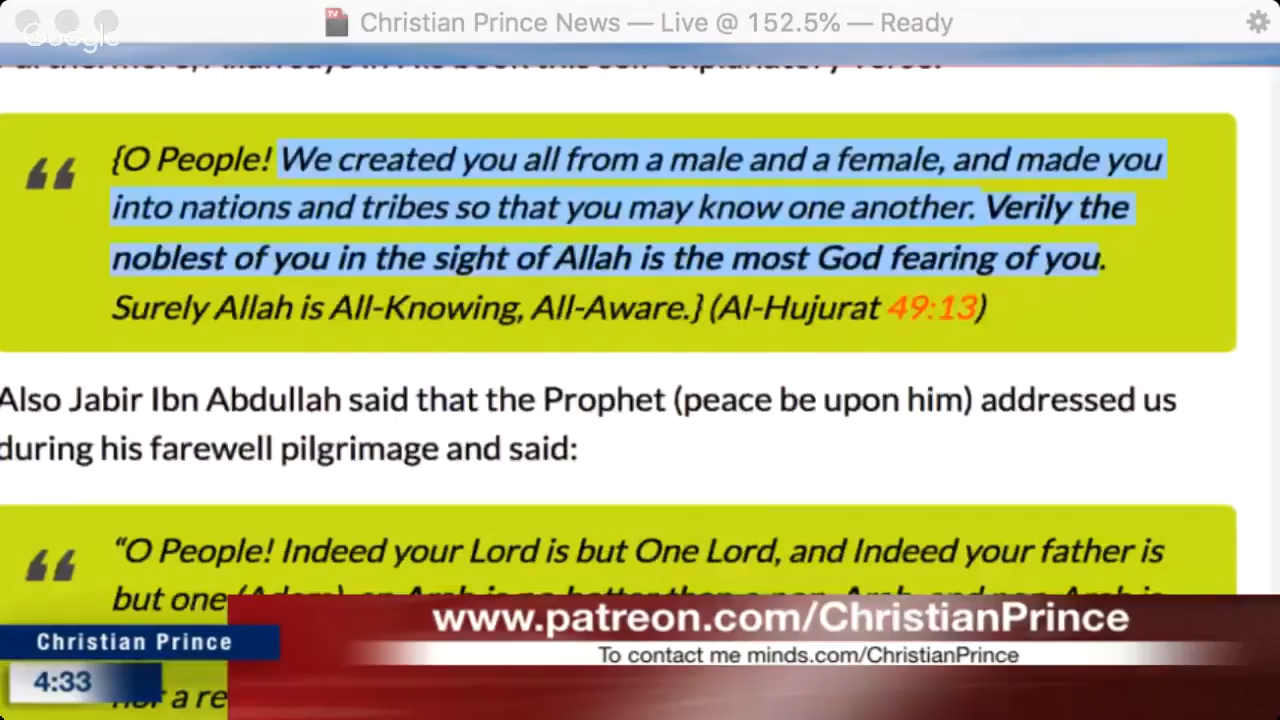 Christian Prince News — Live @ 152.5% — Ready
Google
{O People! We created you all from a male and a female, and made you
into nations and tribes so that you may know one another. Verily the
noblest of you in the sight of Allah is the most God fearing of you.
Surely Allah is All-Knowing, All-Aware.} (Al-Hujurat 49:13)
Also Jabir Ibn Abdullah said that the Prophet (peace be upon him) addressed us
during his farewell pilgrimage and said:
“O People! Indeed your Lord is but One Lord, and Indeed your father is
but one
www.patreon.com/ChristianPrince
Christian Prince
To contact me minds.com/ChristianPrince
4:33
a re